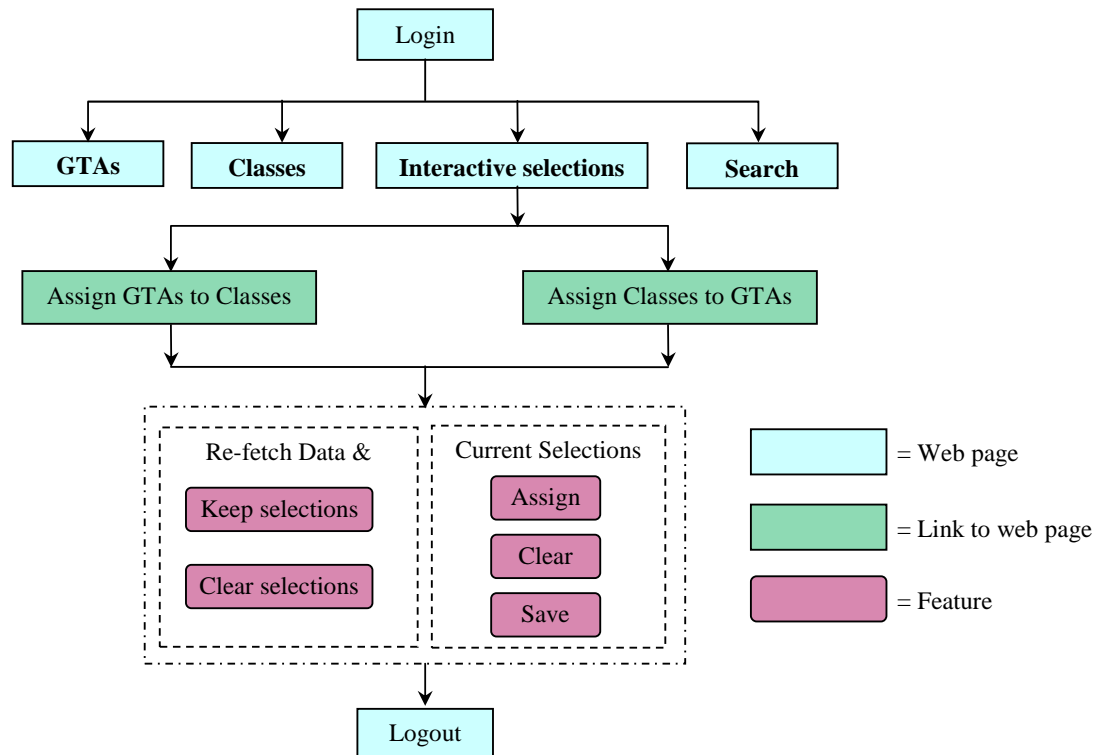 Login
GTAs
Classes
Interactive selections
Search
Assign GTAs to Classes
Assign Classes to GTAs
Re-fetch Data &
Keep selections
Clear selections
Current Selections
Assign
Clear
Save
= Web page
= Link to web page
= Feature
Logout